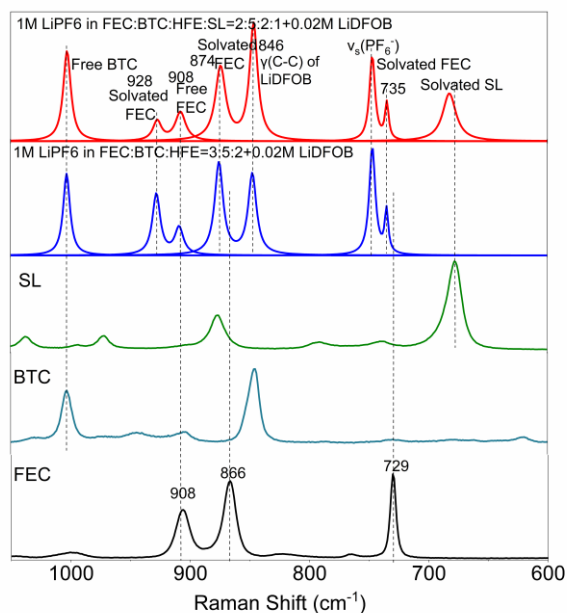 1M LiPF6 in FEC:BTC:HFE:SL=2:5:2:1+0.02M LiDFOB
Free BTC
928
Solvated
FEC
908
Free
FEC
874
Solvated
FEC
846
γ(C-C) of
LiDFOB
νs(PF6-)
Solvated FEC
735
Solvated SL
1M LiPF6 in FEC:BTC:HFE=3:5:2+0.02M LiDFOB
SL
BTC
FEC
908
866
729
1000
900
800
700
600
Raman Shift (cm-1)